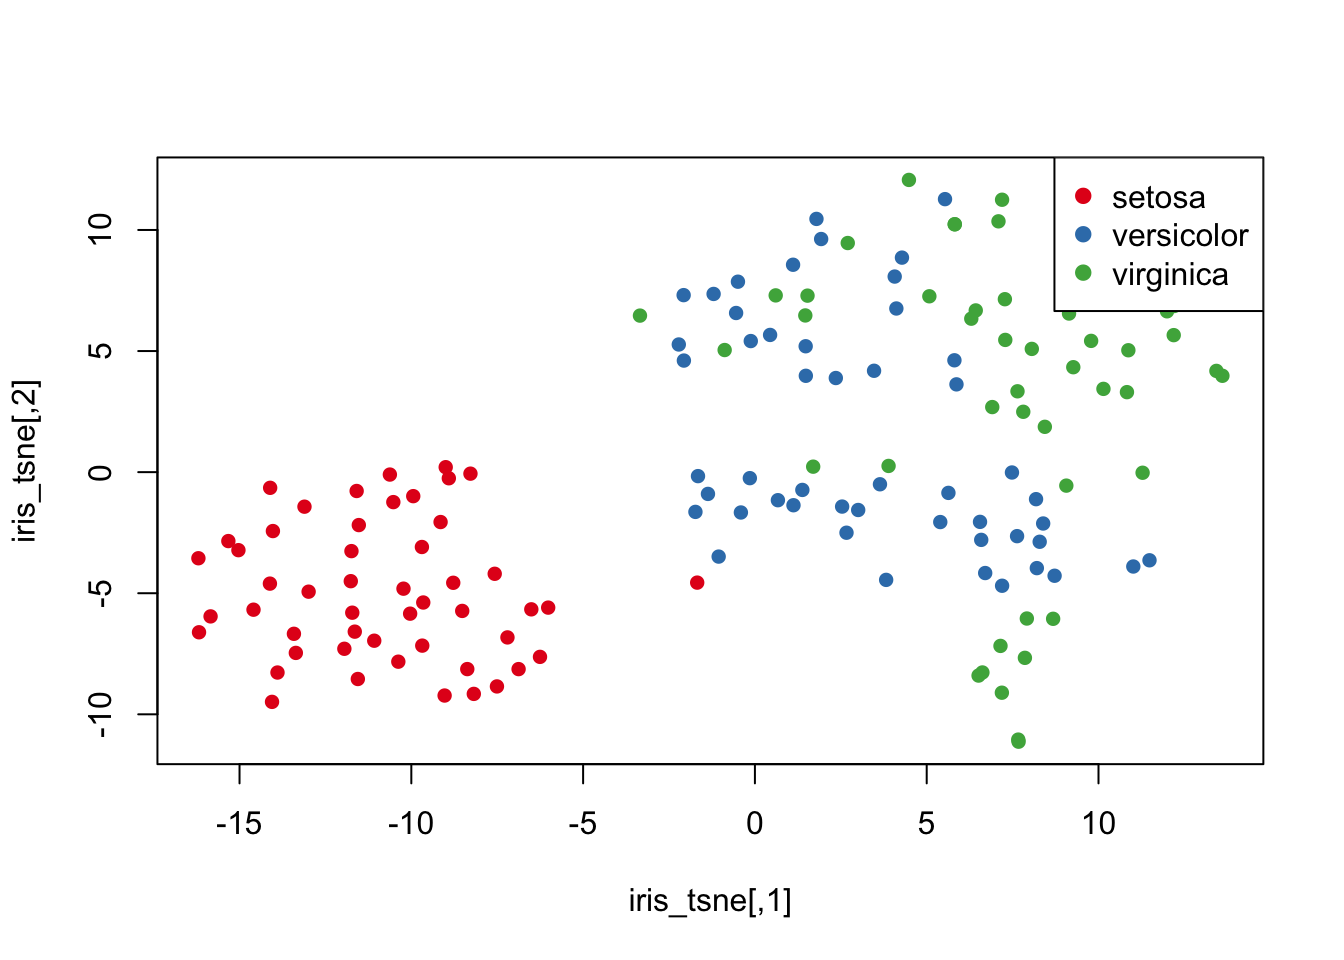 setosa
versicolor
virginica
10
5
0
-5
-10
iris_tsne[,2]
-15 -10 -5 0 5 10
iris_tsne[,1]